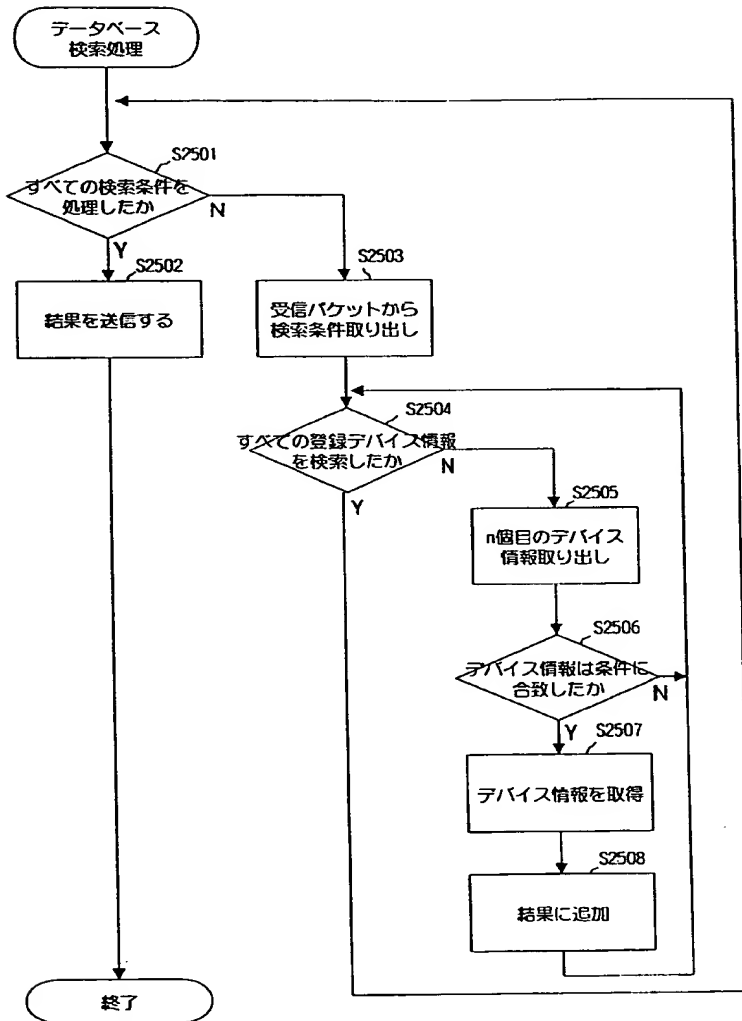 データベース
検索処理
S2501
すべての検索条件を
処理したか
N
Y
S2502
結果を送信する
S2503
受信パケットから
検索条件取り出し
S2504
すべての登録デバイス情報
を検索したか
N
Y
S2505
n個目のデバイス
情報取り出し
S2506
デバイス情報は条件に
合致したか
N
Y
S2507
デバイス情報を取得
S2508
結果に追加
終了